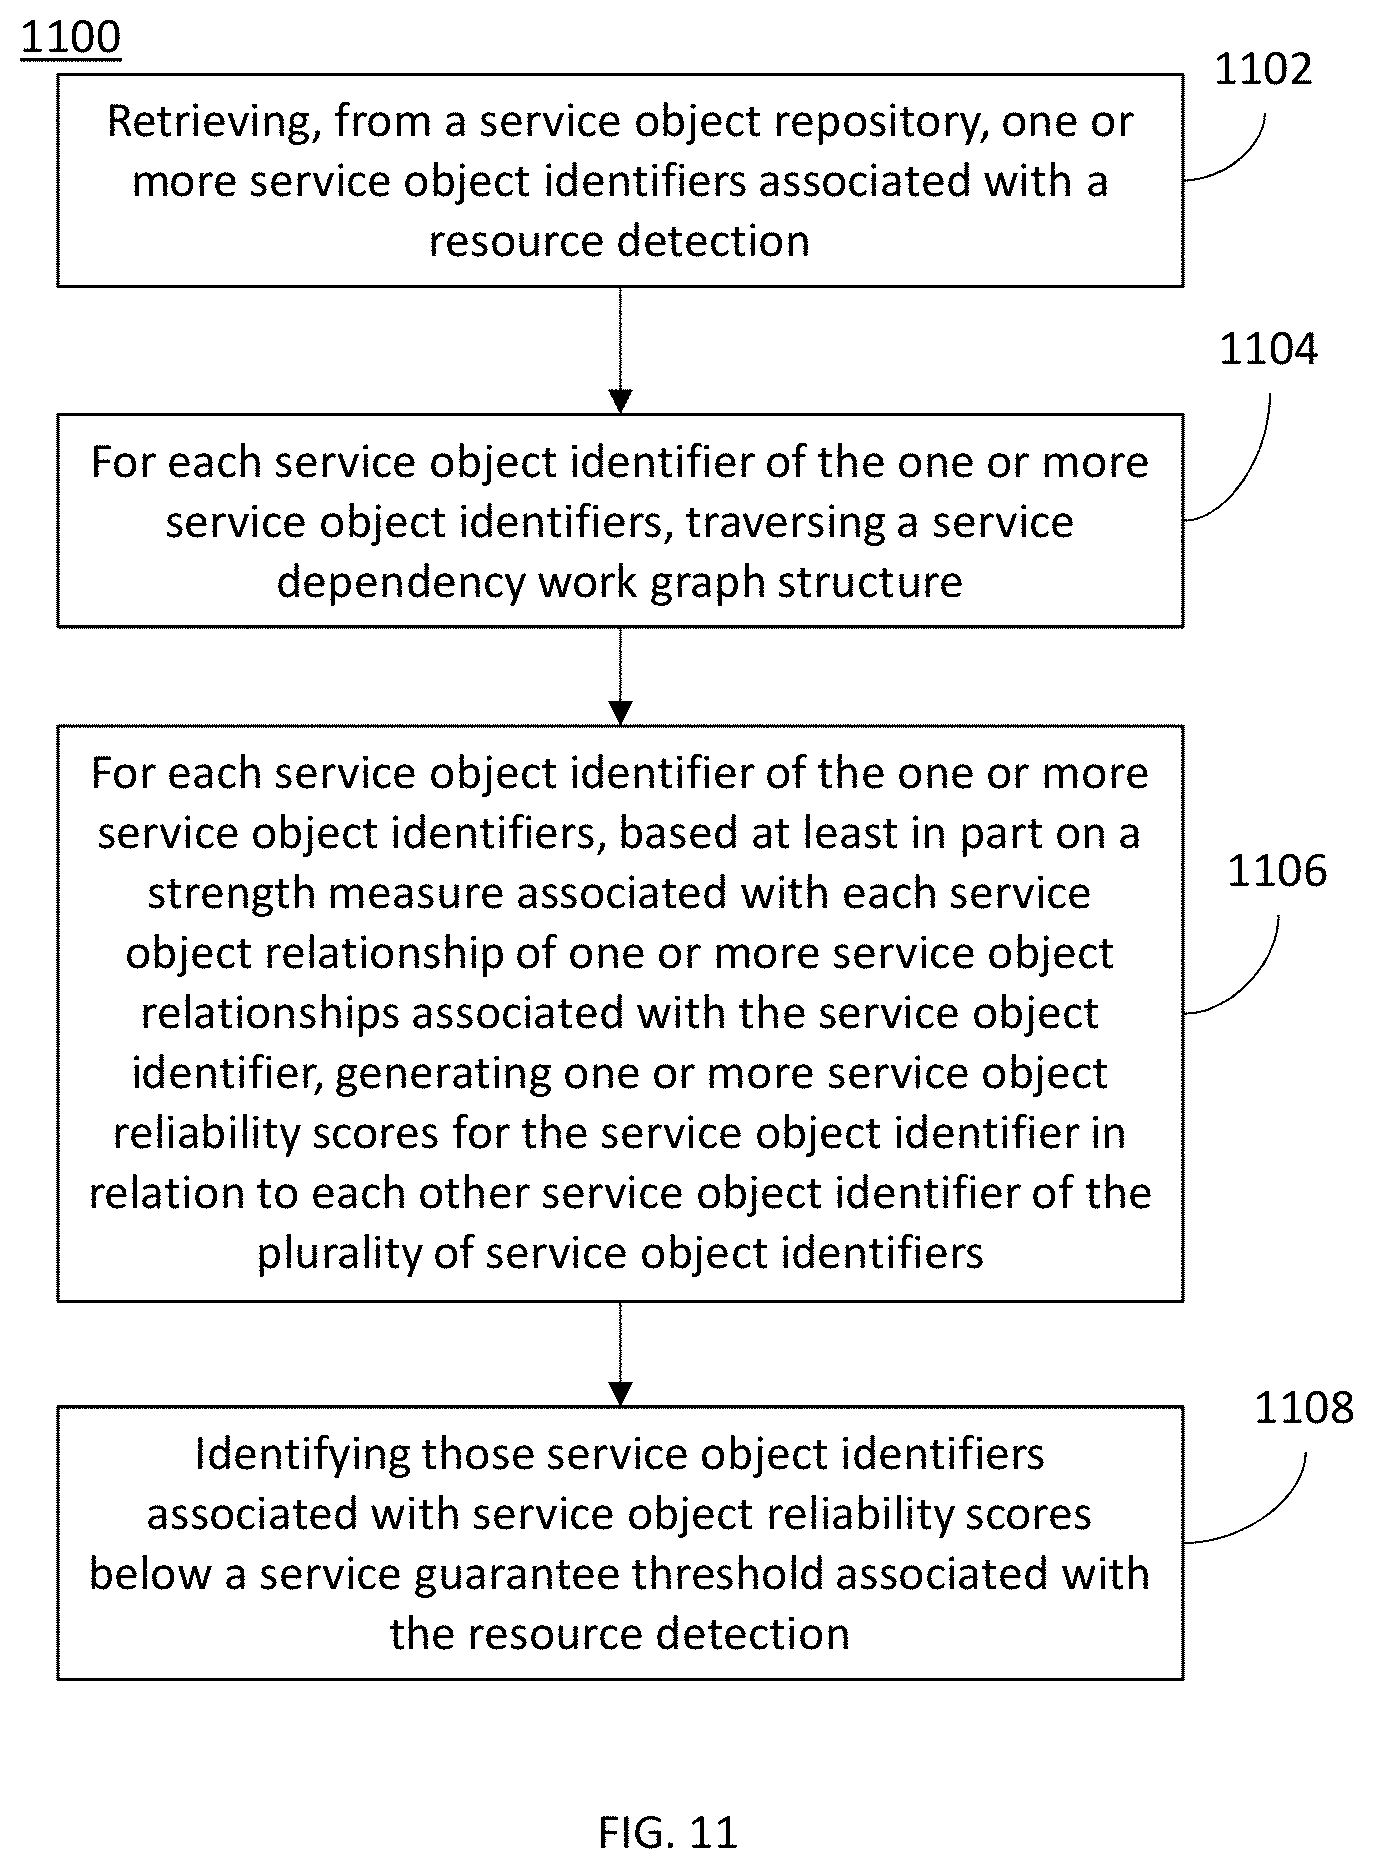 1100
1102
Retrieving, from a service object repository, one or
more service object identifiers associated with a
resource detection
1104
For each service object identifier of the one or more
service object identifiers, traversing a service
dependency work graph structure
For each service object identifier of the one or more
service object identifiers, based at least in part on a
strength measure associated with each service
object relationship of one or more service object
relationships associated with the service object
identifier, generating one or more service object
reliability scores for the service object identifier in
relation to each other service object identifier of the
plurality of service object identifiers
1106
1108
Identifying those service object identifiers
associated with service object reliability scores
below a service guarantee threshold associated with
the resource detection
FIG. 11